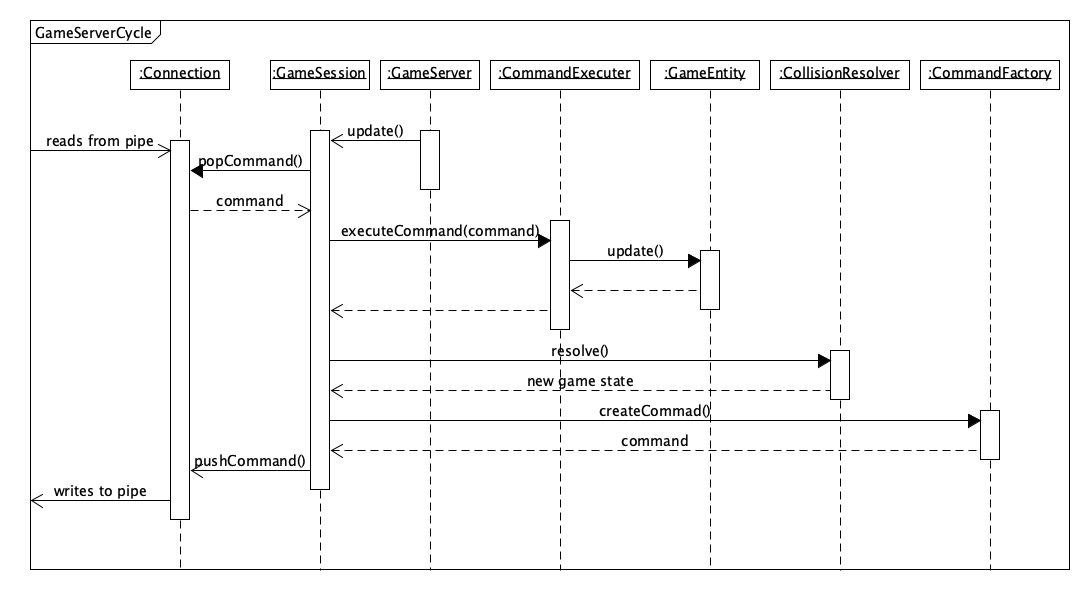 GameServerCycle
:Connection
:GameSession
:GameServer
:CommandExecuter
:GameEntity
:CollisionResolver
:CommandFactory
update()
reads from pipe
popCommand()
command
executeCommand(command)
update()
resolve()
new game state
createCommad()
command
pushCommand()
writes to pipe